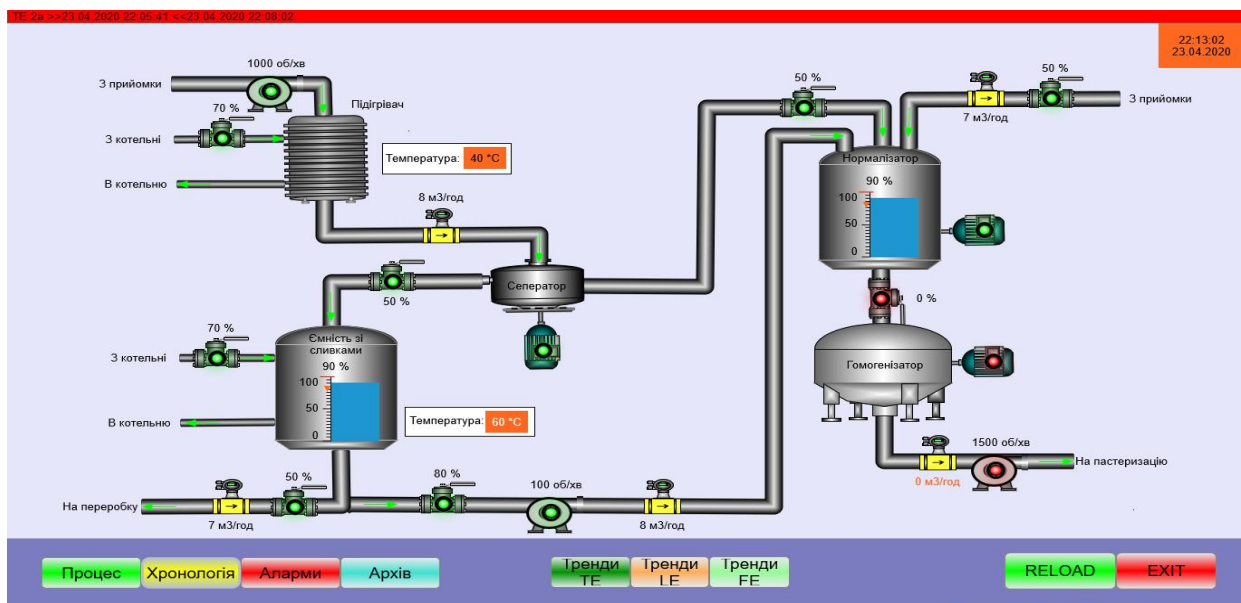 TE 2a >>23.04.2020 22:05:41 <<23.04.2020 22:08:02
22:13:02
23.04.2020
1000 об/хв
З прийомки
70 %
Підігрівач
З котельні
Температура: 40 °C
В котельню
8 м3/год
50 %
Сеператор
50 %
50 %
7 м3/год
З прийомки
Нормалізатор
90 %
100
50
0
0 %
Гомогенізатор
1500 об/хв
0 м3/год
На пастеризацію
70 %
З котельні
Ємність зі
сливками
90 %
100
50
0
Температура: 60 °C
В котельню
50 %
На переробку
7 м3/год
80 %
100 об/хв
8 м3/год
Процес
Хронологія
Аларми
Архів
Тренди
TE
Тренди
LE
Тренди
FE
RELOAD
EXIT